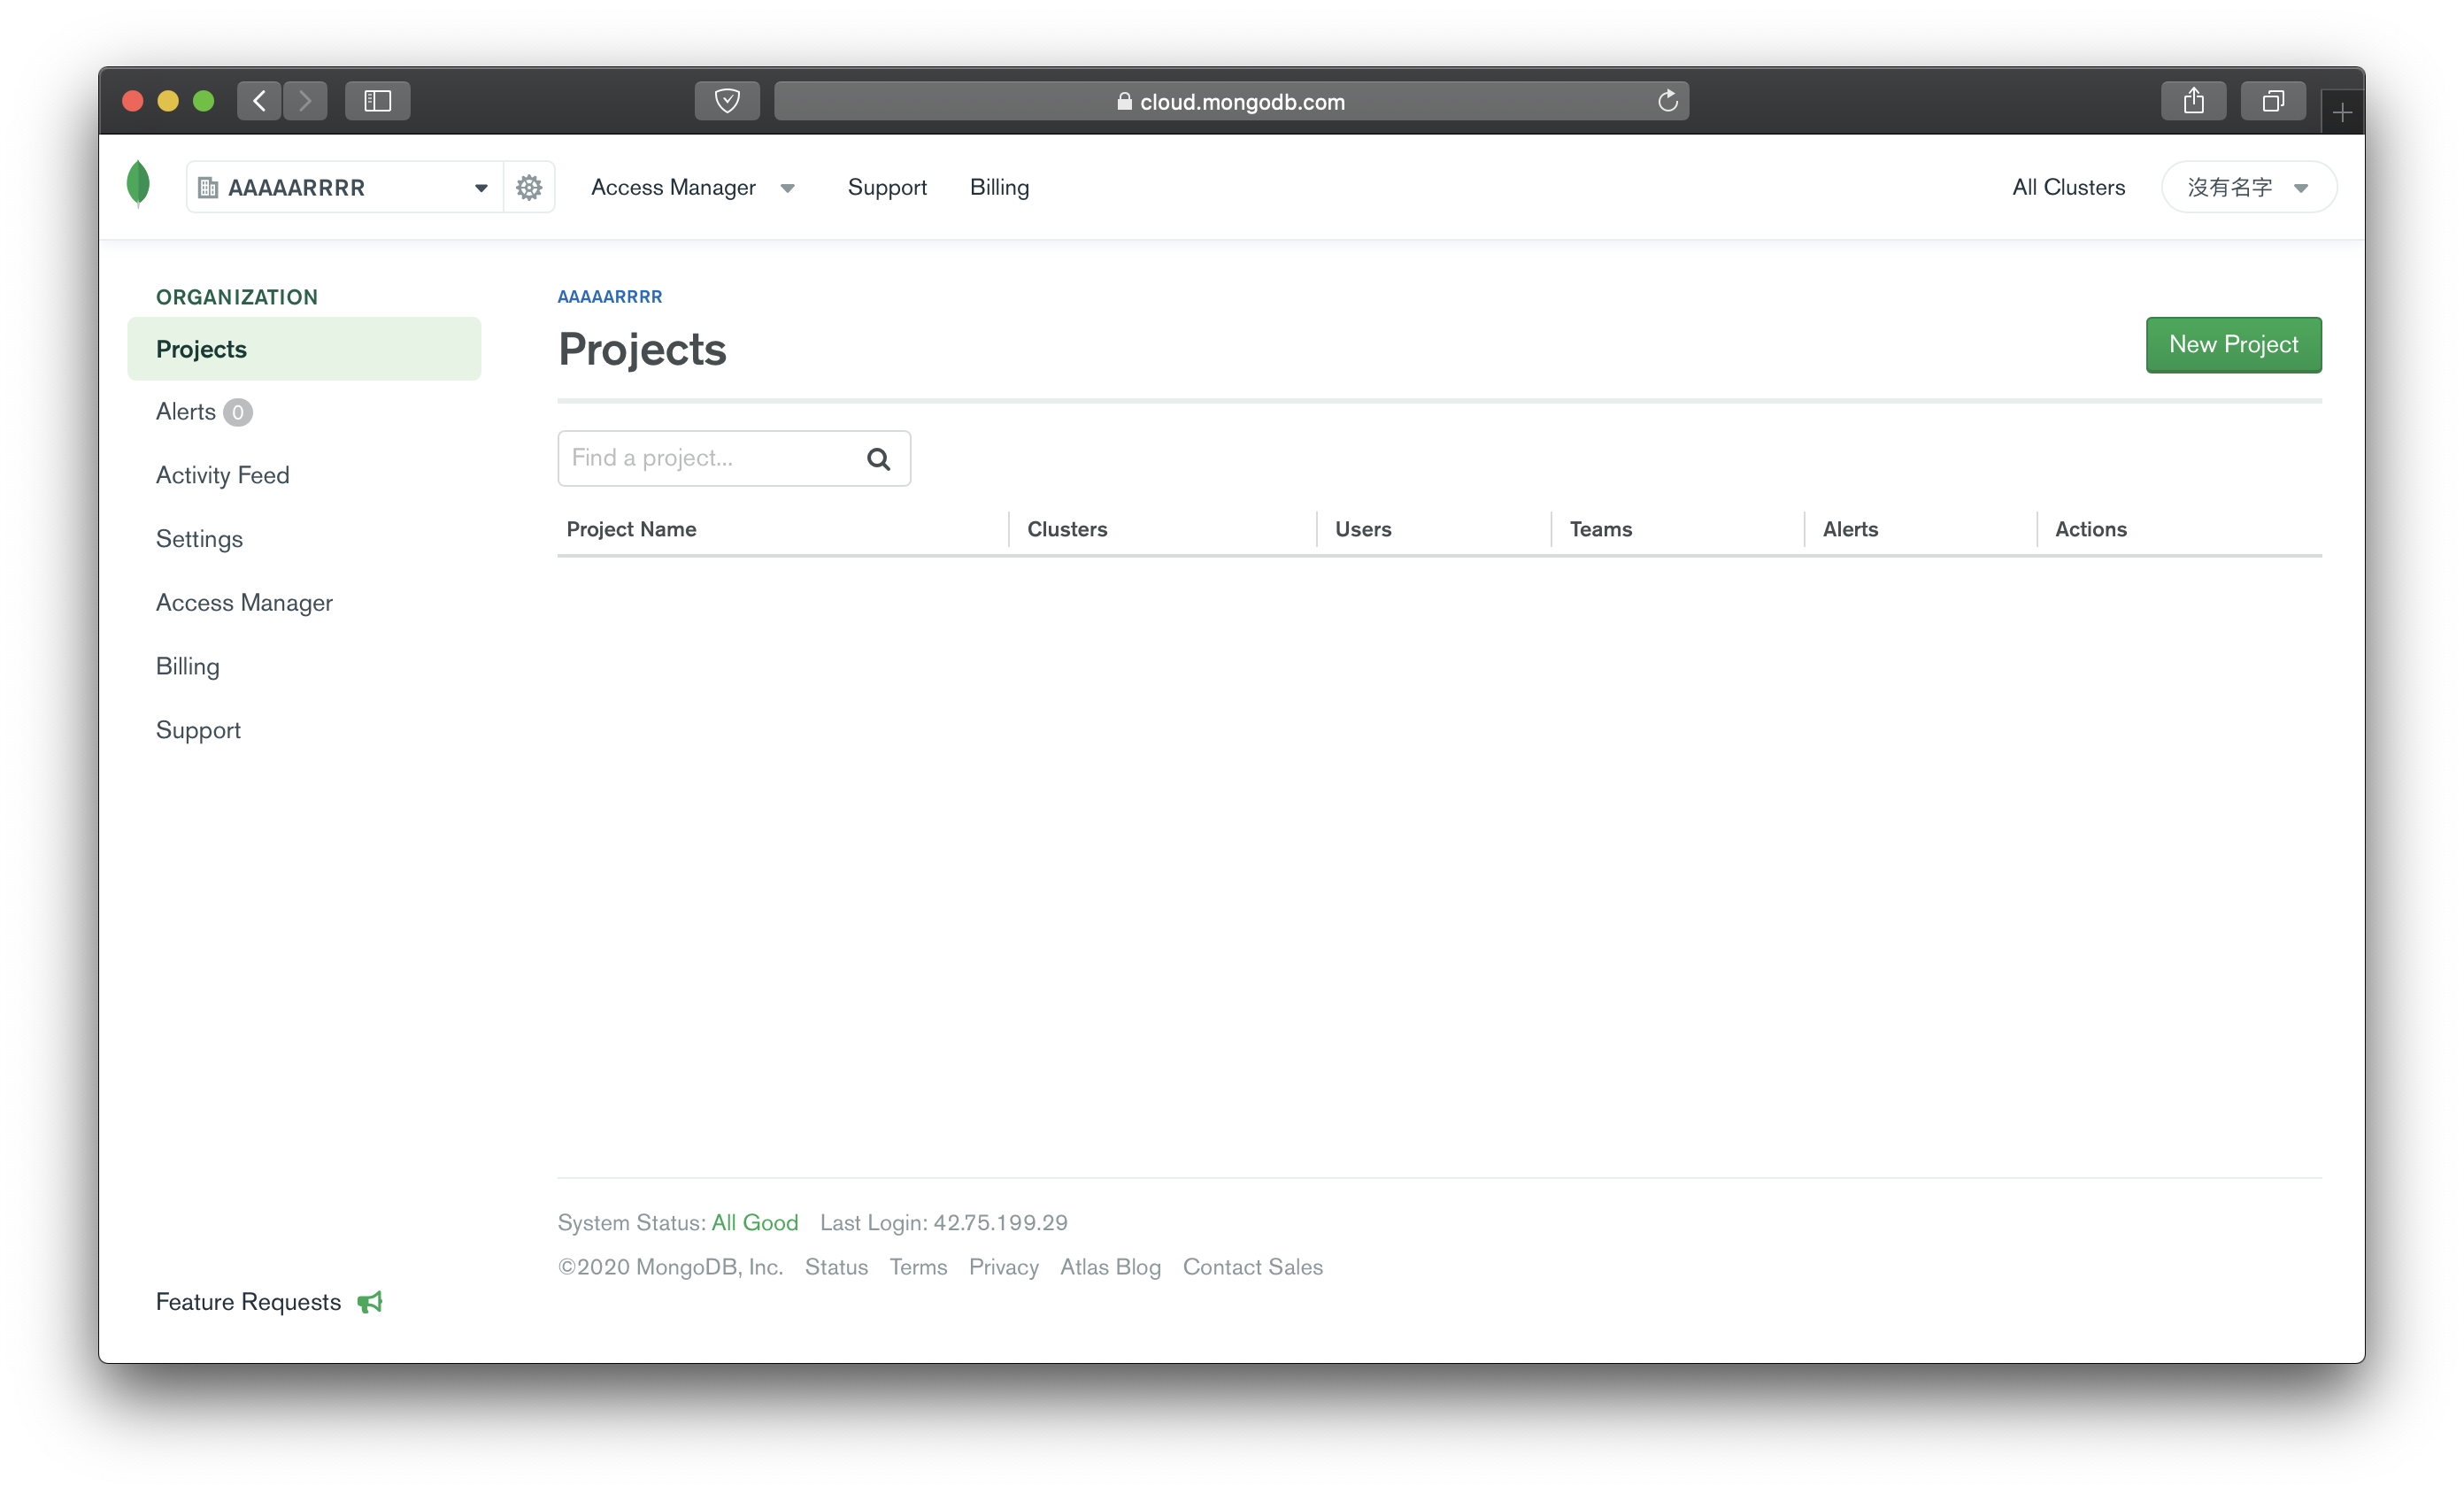 cloud.mongodb.com
AAAAARRRR Access Manager Support Billing All Clusters 沒有名字
ORGANIZATION
Projects
Alerts 0
Activity Feed
Settings
Access Manager
Billing
Support
Feature Requests
AAAAARRRR
Projects
New Project
Find a project...
Project Name Clusters Users Teams Alerts Actions
System Status: All Good Last Login: 42.75.199.29
©2020 MongoDB, Inc. Status Terms Privacy Atlas Blog Contact Sales